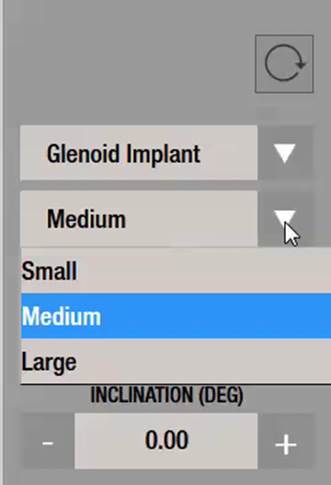 Glenoid Implant
Medium
Small
Medium
Large
INCLINATION (DEG)
- 0.00 +